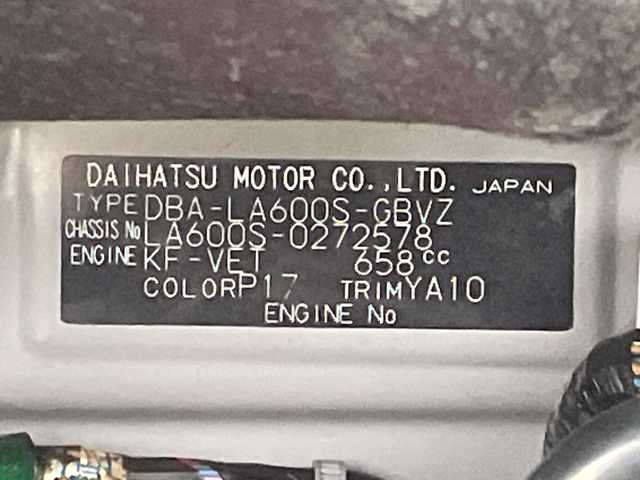 DAIHATSU MOTOR CO.,LTD. JAPAN
TYPE DBA-LA600S-GBVZ
CHASSIS No LA600S-0272578
ENGINE KF-VET 658cc
COLOR P17 TRIM YA10
ENGINE No